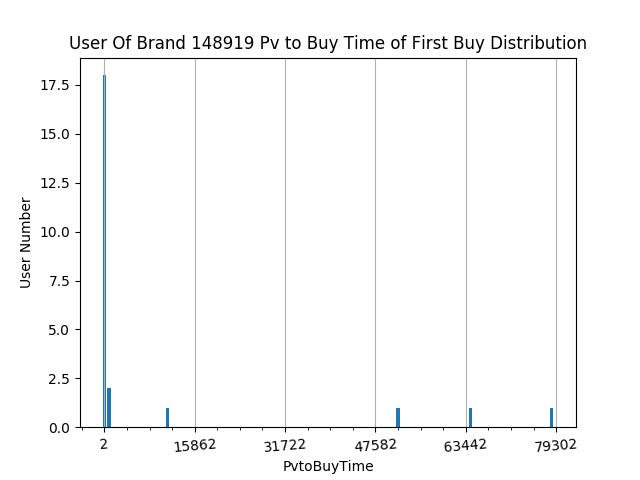 User Of Brand 148919 Pv to Buy Time of First Buy Distribution
17.5
15.0
12.5
10.0
7.5
5.0
2.5
0.0
User Number
2 15862 31722 47582 63442 79302
PvtoBuyTime